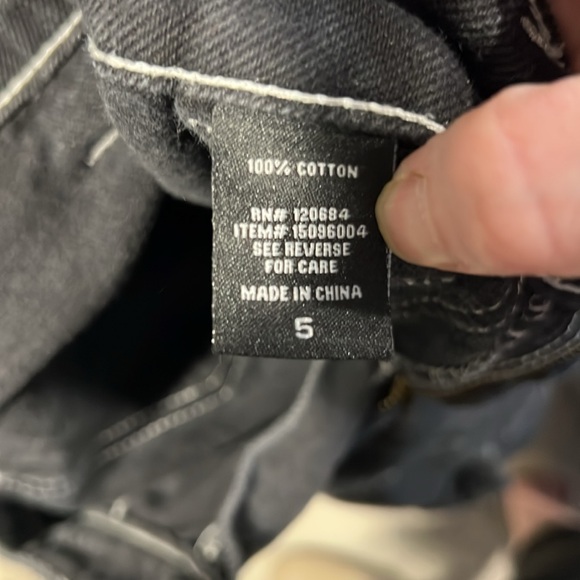 100% COTTON
RN# 120684
ITEM# 15096004
SEE REVERSE
FOR CARE
MADE IN CHINA
5